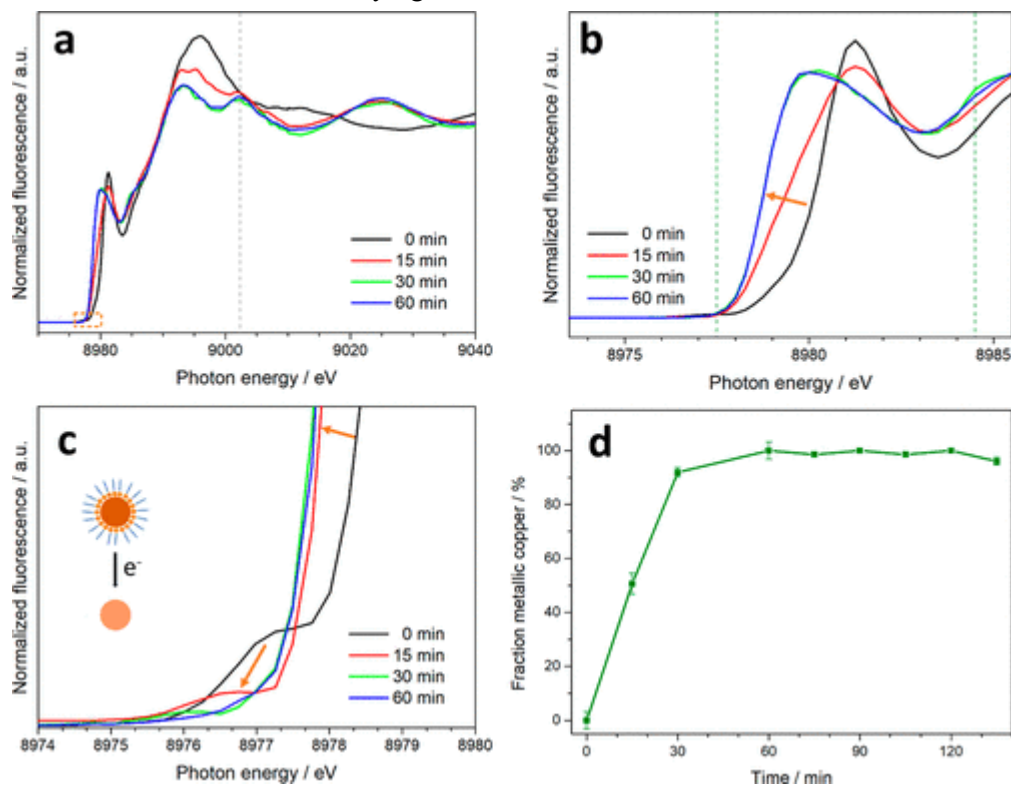 a
Normalized fluorescence / a.u.
0 min
15 min
30 min
60 min
8980 9000 9020 9040
Photon energy / eV
b
Normalized fluorescence / a.u.
0 min
15 min
30 min
60 min
8975 8980 8985
Photon energy / eV
c
Normalized fluorescence / a.u.
e-
0 min
15 min
30 min
60 min
8974 8975 8976 8977 8978 8979 8980
Photon energy / eV
d
Fraction metallic copper / %
100
80
60
40
20
0
0 30 60 90 120
Time / min